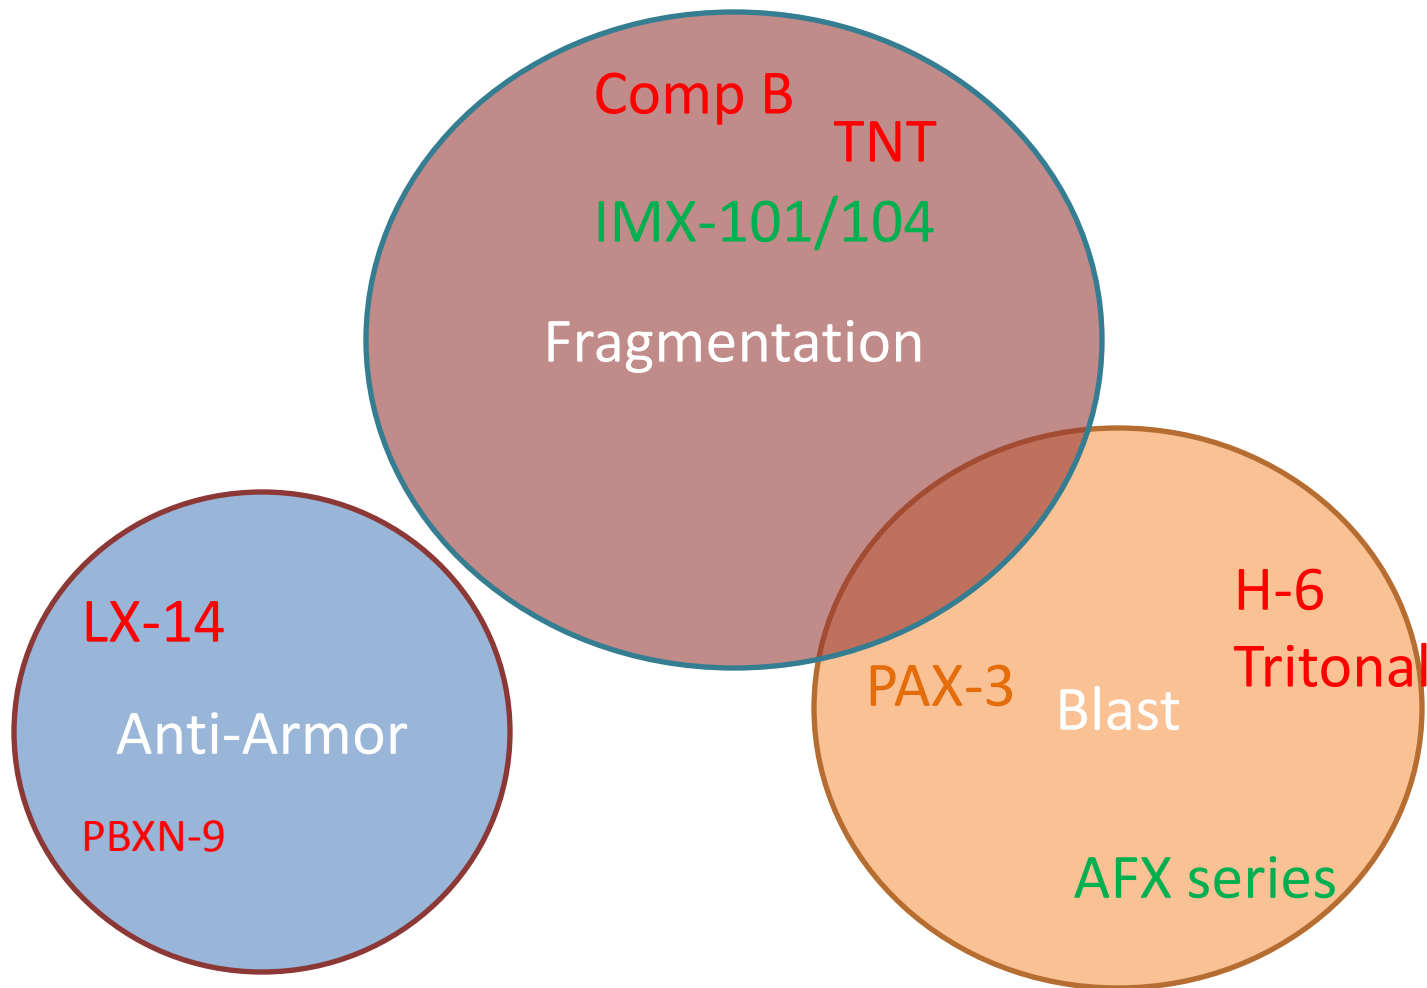 Comp B
TNT
IMX-101/104
Fragmentation
LX-14
Anti-Armor
PBXN-9
H-6
Tritonal
PAX-3
Blast
AFX series